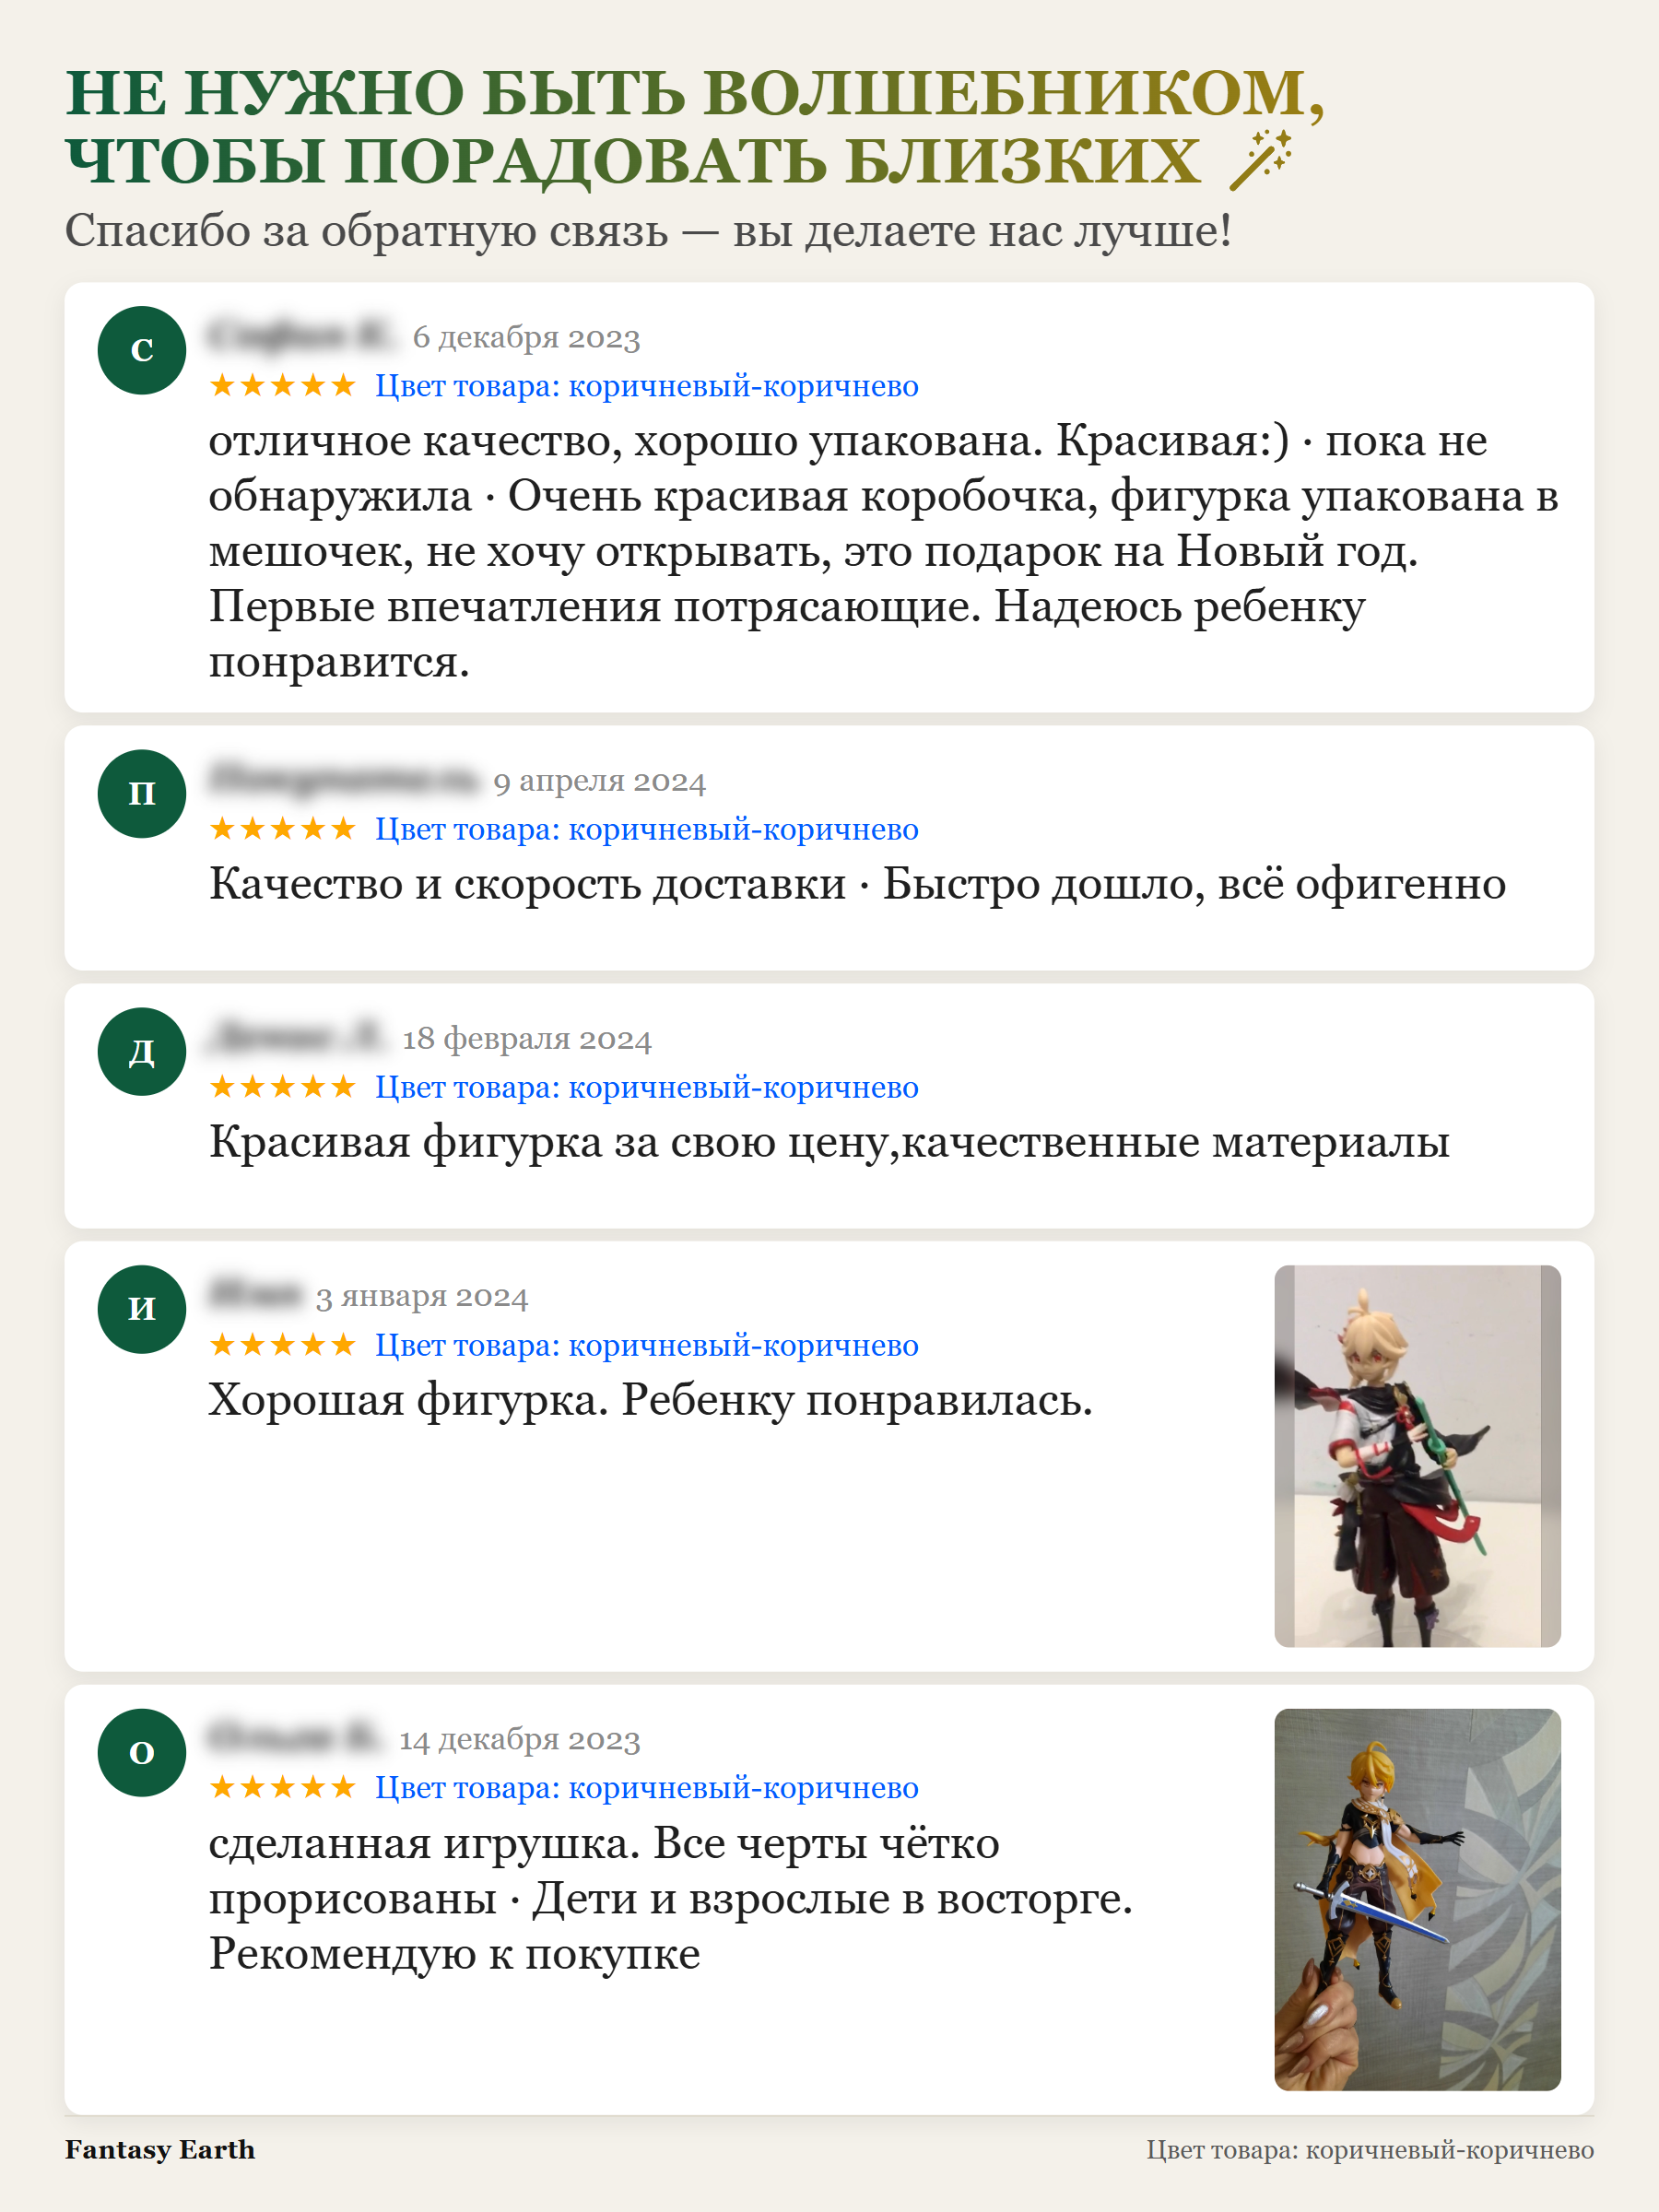 НЕ НУЖНО БЫТЬ ВОЛШЕБНИКОМ,
ЧТОБЫ ПОРАДОВАТЬ БЛИЗКИХ
Спасибо за обратную связь — вы делаете нас лучше!
С
6 декабря 2023
★★★★★ Цвет товара: коричневый-коричнево
отличное качество, хорошо упакована. Красивая:) · пока не
обнаружила · Очень красивая коробочка, фигурка упакована в
мешочек, не хочу открывать, это подарок на Новый год.
Первые впечатления потрясающие. Надеюсь ребенку
понравится.
П
9 апреля 2024
★★★★★ Цвет товара: коричневый-коричнево
Качество и скорость доставки · Быстро дошло, всё офигенно
Д
18 февраля 2024
★★★★★ Цвет товара: коричневый-коричнево
Красивая фигурка за свою цену,качественные материалы
И
3 января 2024
★★★★★ Цвет товара: коричневый-коричнево
Хорошая фигурка. Ребенку понравилась.
О
14 декабря 2023
★★★★★ Цвет товара: коричневый-коричнево
сделанная игрушка. Все черты чётко
прорисованы · Дети и взрослые в восторге.
Рекомендую к покупке
Fantasy Earth
Цвет товара: коричневый-коричнево